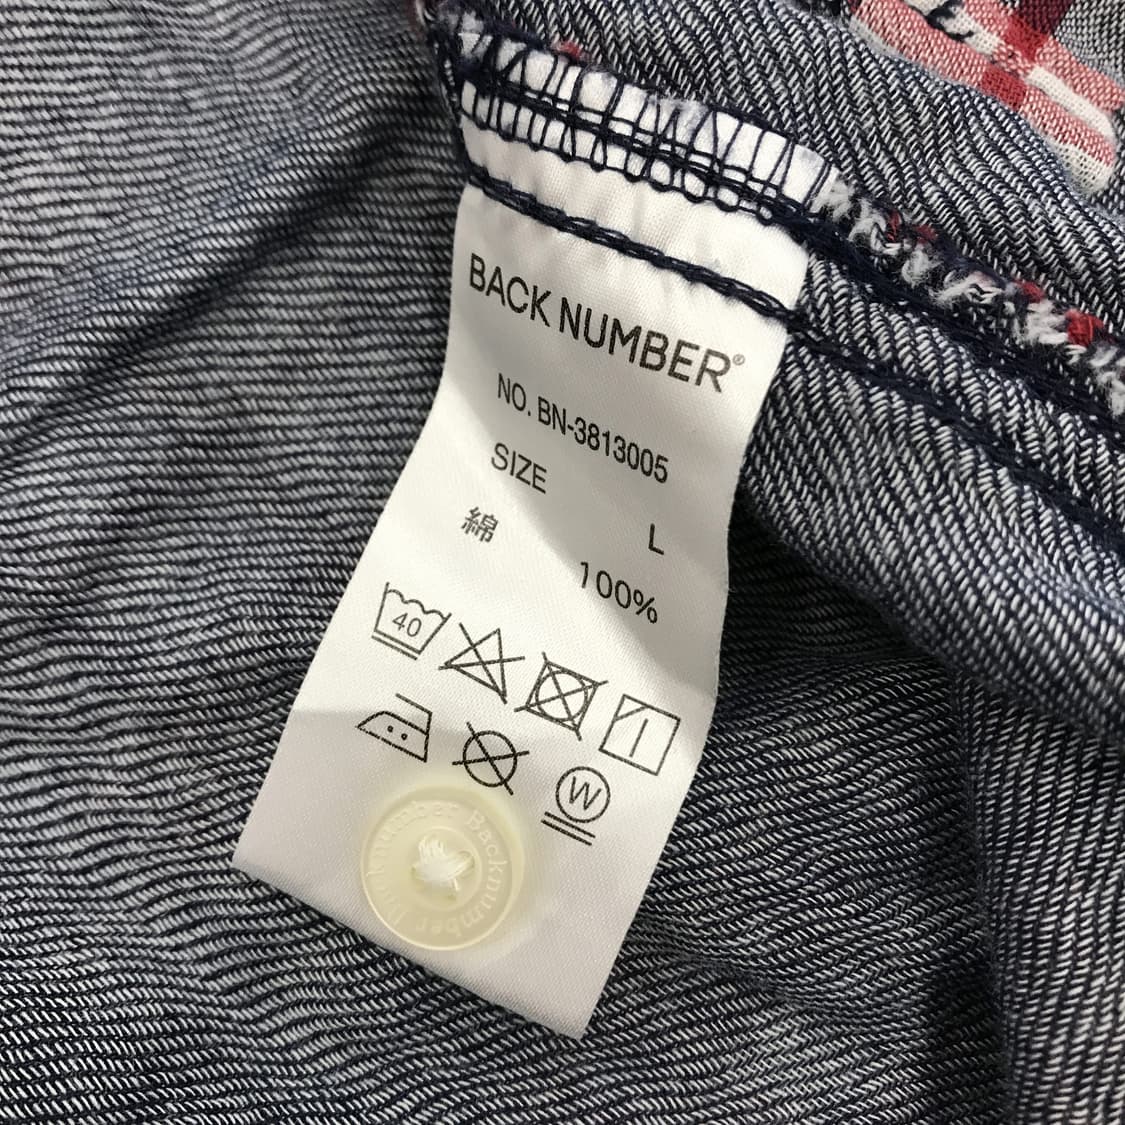 BACK NUMBER®
NO. BN-3813005
SIZE L
綿 100%
40
W
Backnumber Backnumber